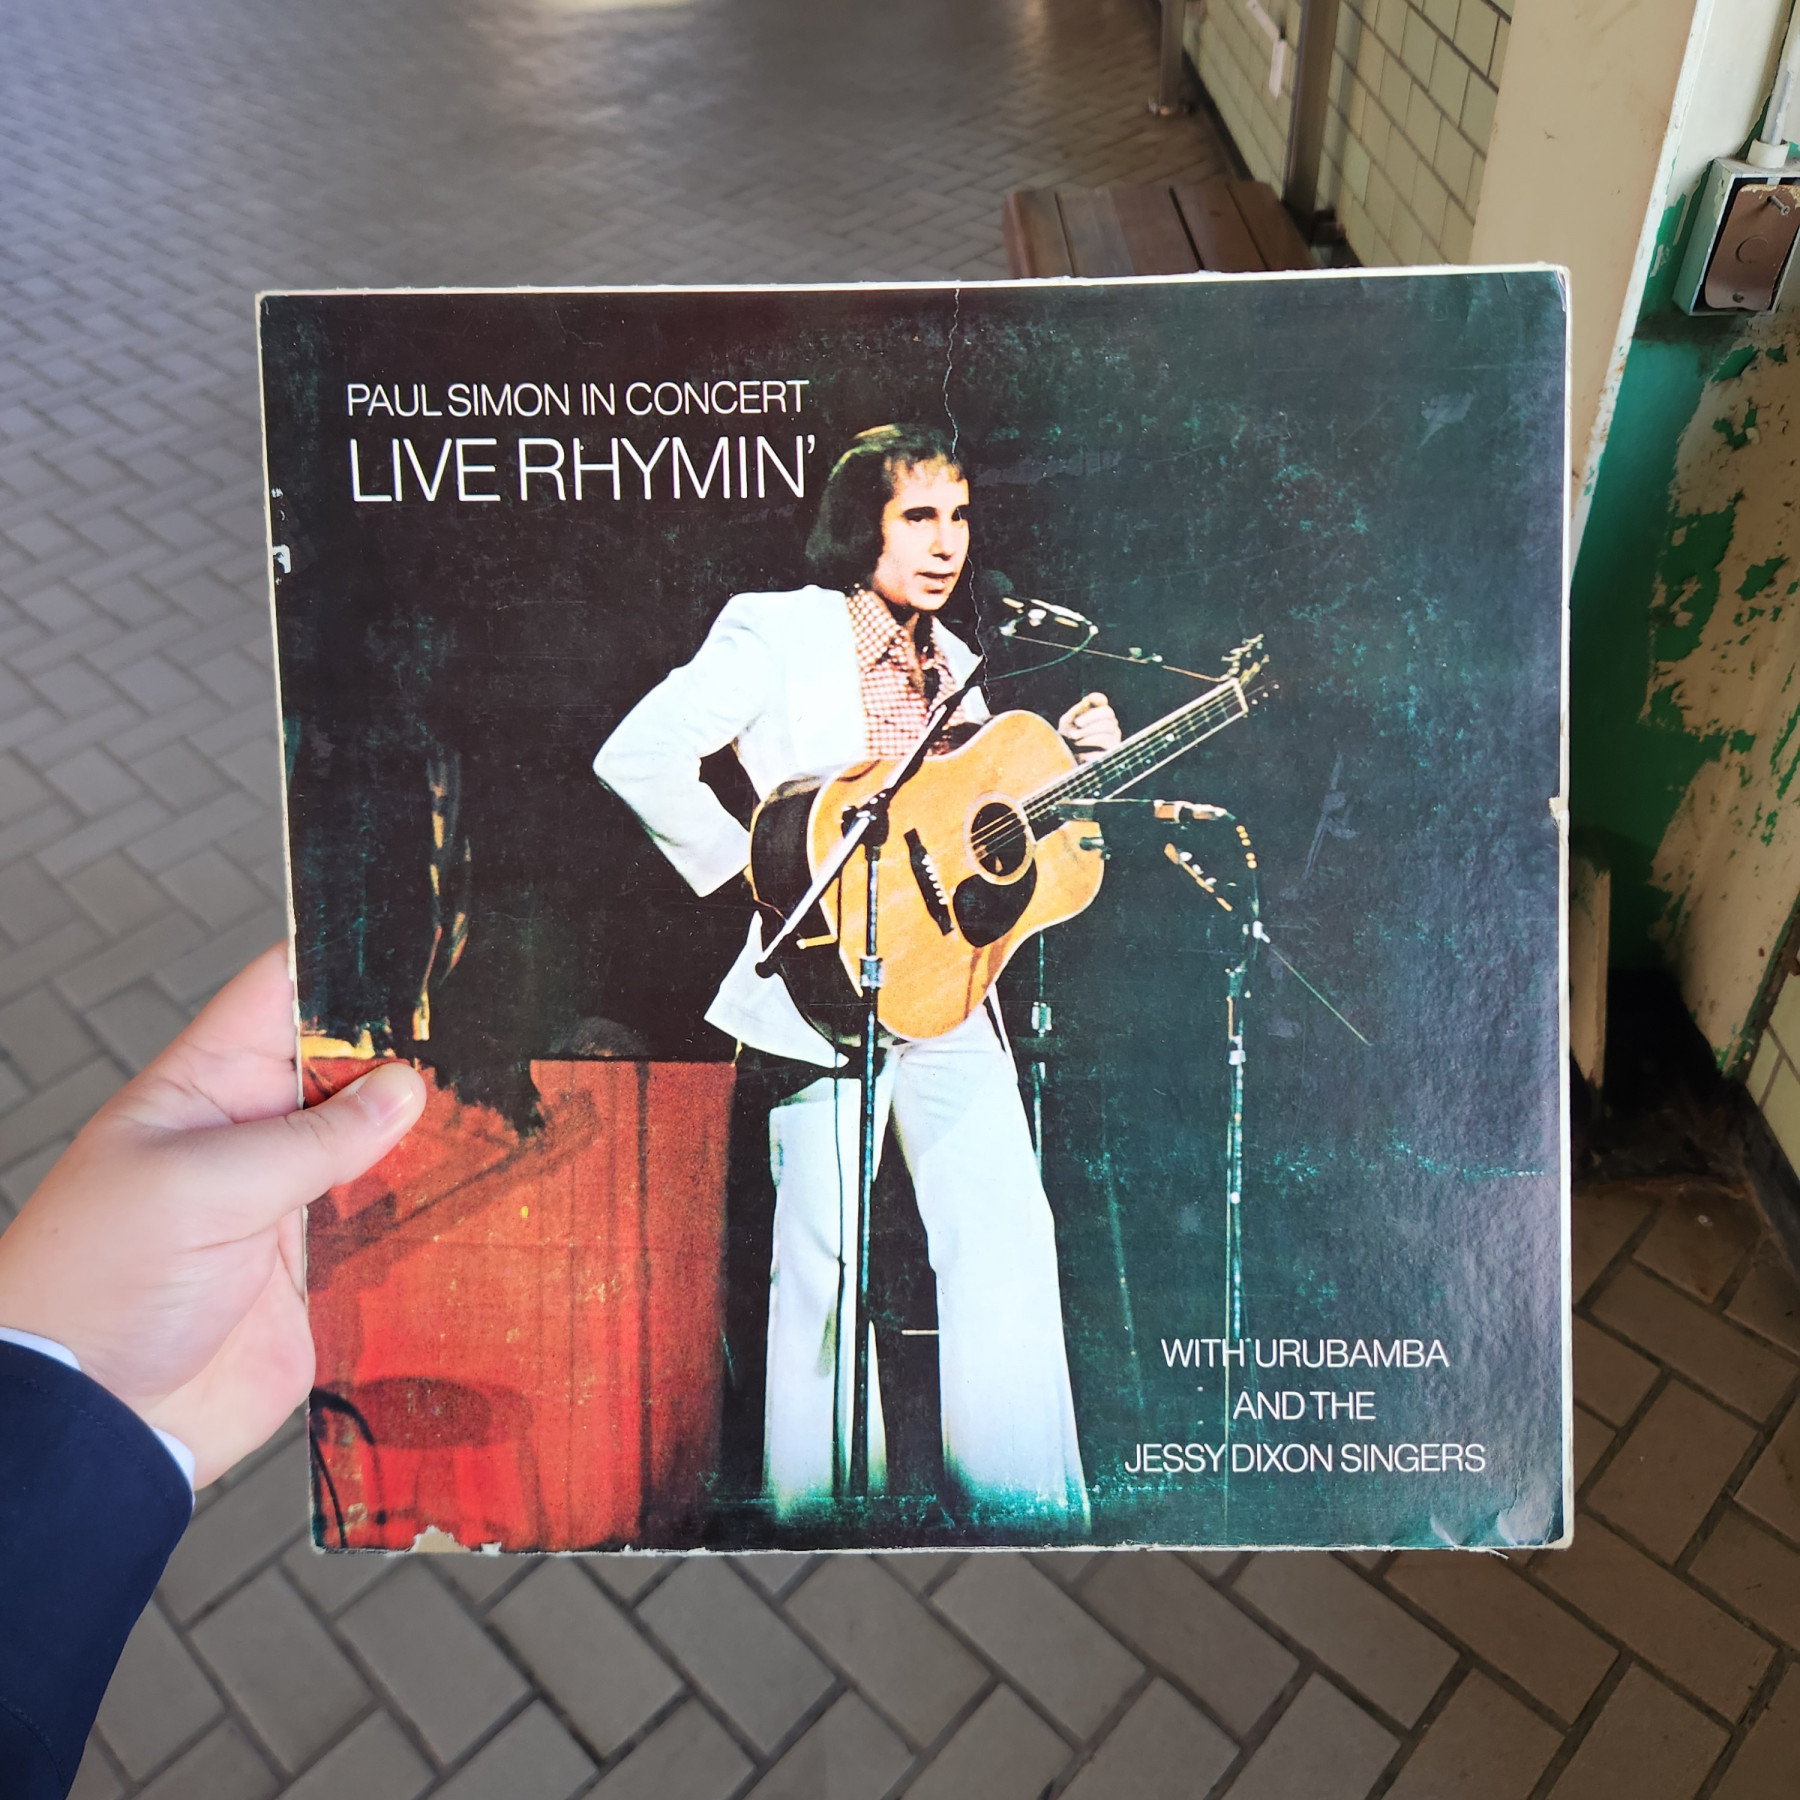 PAUL SIMON IN CONCERT
LIVE RHYMIN'
WITH URUBAMBA
AND THE
JESSY DIXON SINGERS